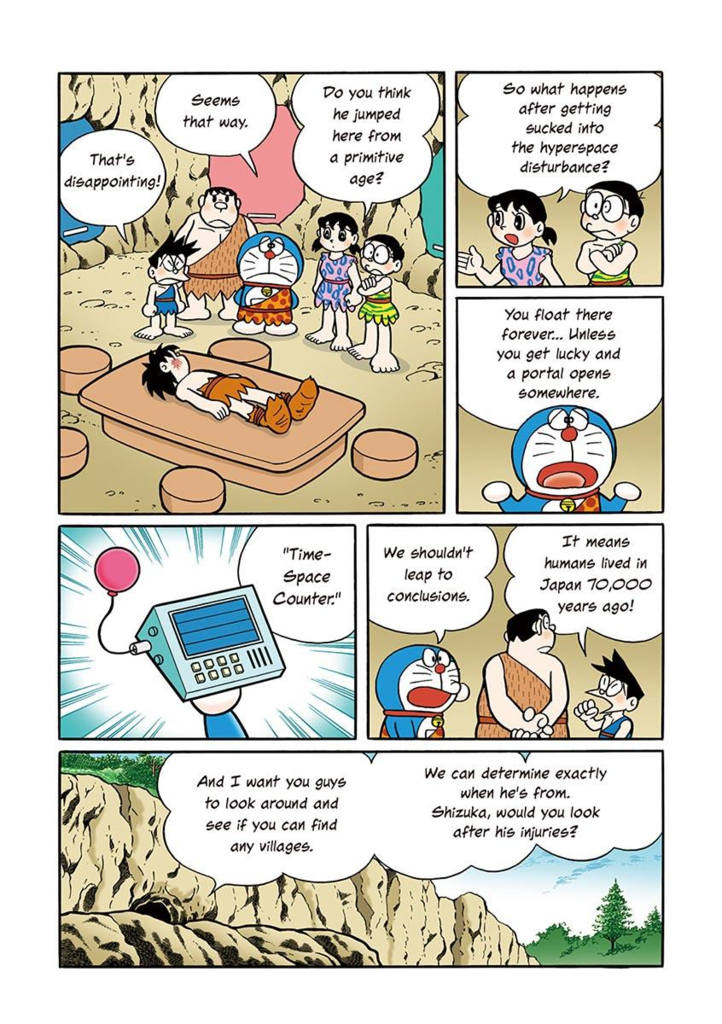 So what happens
after getting
sucked into
the hyperspace
disturbance?
You float there
forever... Unless
you get lucky and
a portal opens
somewhere.
Do you think
he jumped
here from
a primitive
age?
Seems
that way.
That's
disappointing!
It means
humans lived in
Japan 70,000
years ago!
We shouldn't
leap to
conclusions.
"Time-
Space
Counter."
We can determine exactly
when he's from.
Shizuka, would you look
after his injuries?
And I want you guys
to look around and
see if you can find
any villages.